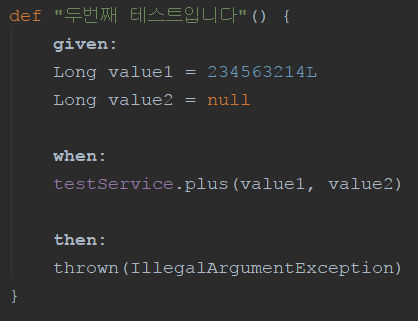 def "두번째 테스트입니다"() {
given:
Long value1 = 234563214L
Long value2 = null
when:
testService.plus(value1, value2)
then:
thrown(IllegalArgumentException)
}